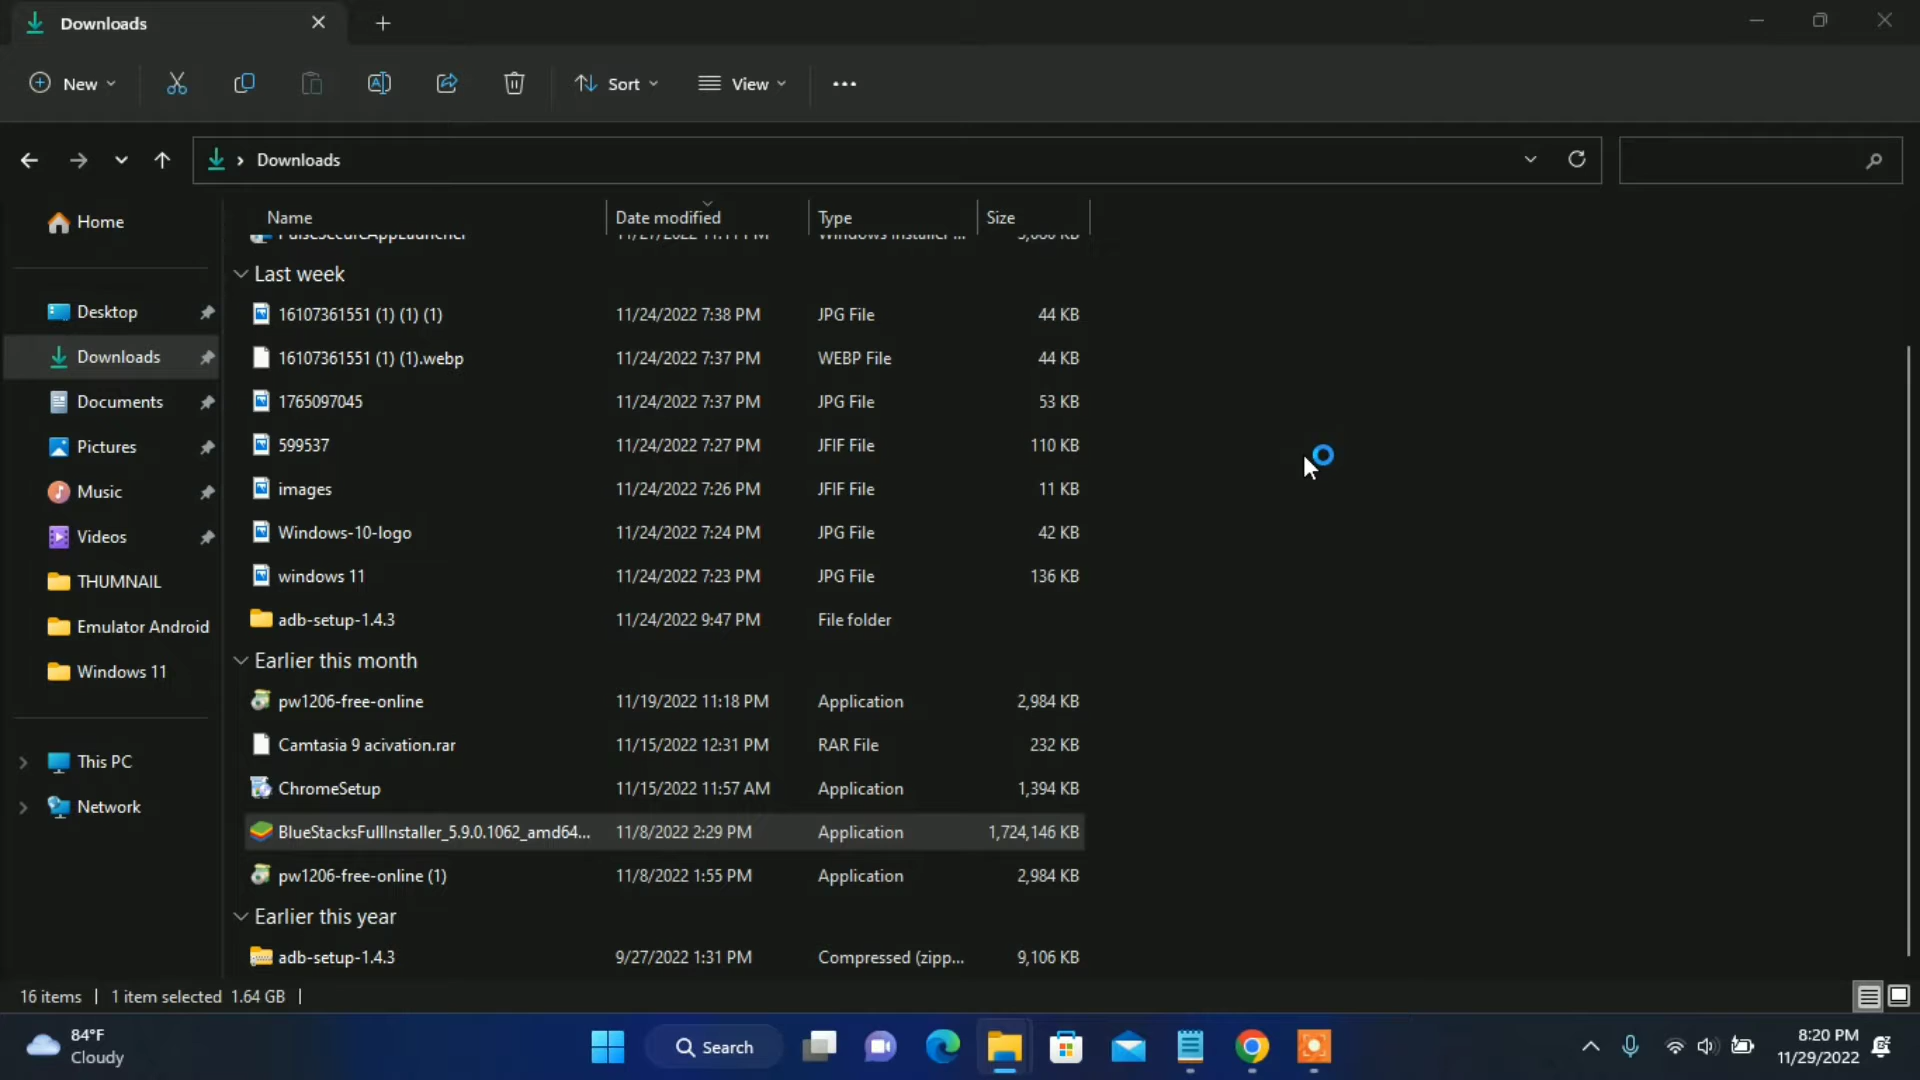 Downloads
New Sort View
Downloads
Name Date modified Type Size
Home
Desktop
Downloads
Documents
Pictures
Music
Videos
THUMNAIL
Emulator Android
Windows 11
This PC
Network
Last week
16107361551 (1) (1) (1) 11/24/2022 7:38 PM JPG File 44 KB
16107361551 (1) (1).webp 11/24/2022 7:37 PM WEBP File 44 KB
1765097045 11/24/2022 7:37 PM JPG File 53 KB
599537 11/24/2022 7:27 PM JFIF File 110 KB
images 11/24/2022 7:26 PM JFIF File 11 KB
Windows-10-logo 11/24/2022 7:24 PM JPG File 42 KB
windows 11 11/24/2022 7:23 PM JPG File 136 KB
adb-setup-1.4.3 11/24/2022 9:47 PM File folder
Earlier this month
pw1206-free-online 11/19/2022 11:18 PM Application 2,984 KB
Camtasia 9 acivation.rar 11/15/2022 12:31 PM RAR File 232 KB
ChromeSetup 11/15/2022 11:57 AM Application 1,394 KB
BlueStacksFullInstaller_5.9.0.1062_amd64... 11/8/2022 2:29 PM Application 1,724,146 KB
pw1206-free-online (1) 11/8/2022 1:55 PM Application 2,984 KB
Earlier this year
adb-setup-1.4.3 9/27/2022 1:31 PM Compressed (zipp... 9,106 KB
16 items 1 item selected 1.64 GB
84°F
Cloudy
Search
8:20 PM
11/29/2022